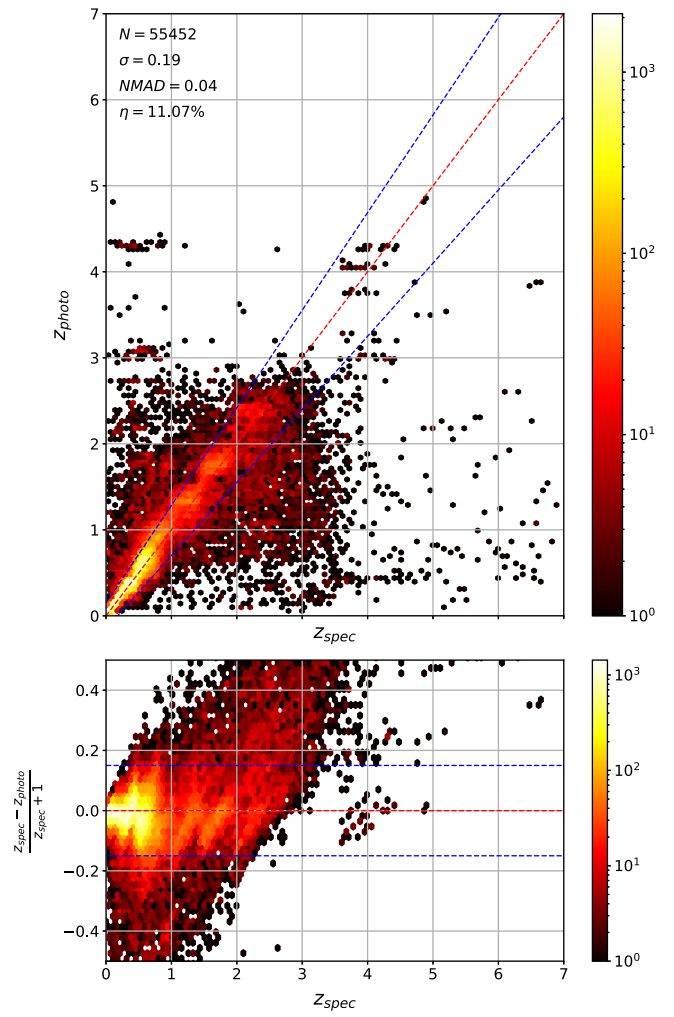 N = 55452
σ = 0.19
NMAD = 0.04
η = 11.07%
7
6
5
4
3
2
1
0
z_photo
0 1 2 3 4 5 6 7
z_spec
10^3
10^2
10^1
10^0
0.4
0.2
0.0
−0.2
−0.4
z_spec − z_photo
z_spec + 1
0 1 2 3 4 5 6 7
z_spec
10^3
10^2
10^1
10^0